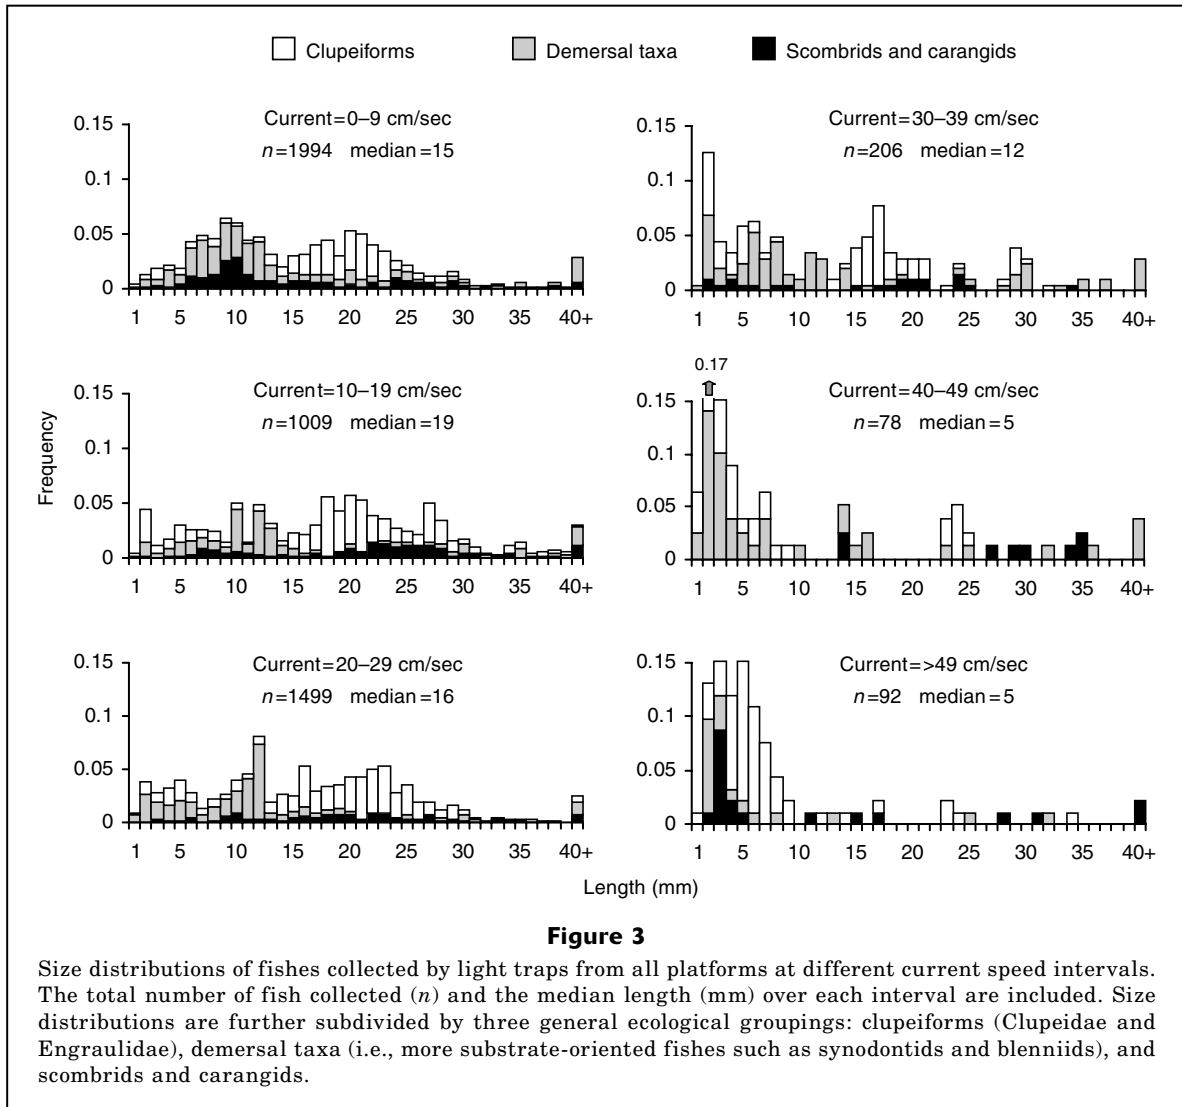 Clupeiforms Demersal taxa Scombrids and carangids
Current=0–9 cm/sec
n=1994 median=15
0.15
0.1
0.05
0
1 5 10 15 20 25 30 35 40+
Current=30–39 cm/sec
n=206 median=12
0.15
0.1
0.05
0
1 5 10 15 20 25 30 35 40+
Frequency
Current=10–19 cm/sec
n=1009 median=19
0.15
0.1
0.05
0
1 5 10 15 20 25 30 35 40+
0.17
Current=40–49 cm/sec
n=78 median=5
0.15
0.1
0.05
0
1 5 10 15 20 25 30 35 40+
Current=20–29 cm/sec
n=1499 median=16
0.15
0.1
0.05
0
1 5 10 15 20 25 30 35 40+
Current=>49 cm/sec
n=92 median=5
0.15
0.1
0.05
0
1 5 10 15 20 25 30 35 40+
Length (mm)
Figure 3
Size distributions of fishes collected by light traps from all platforms at different current speed intervals.
The total number of fish collected (n) and the median length (mm) over each interval are included. Size
distributions are further subdivided by three general ecological groupings: clupeiforms (Clupeidae and
Engraulidae), demersal taxa (i.e., more substrate-oriented fishes such as synodontids and blenniids), and
scombrids and carangids.